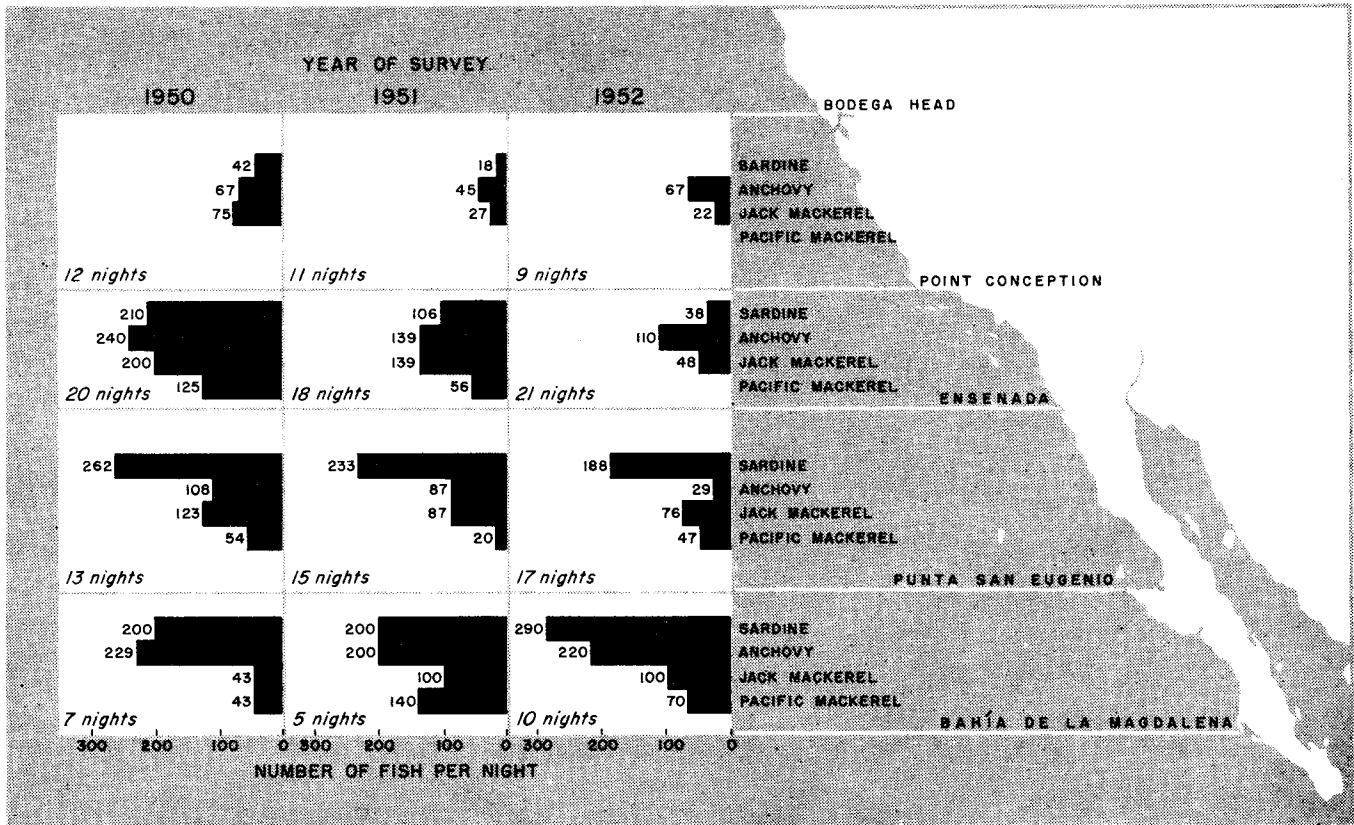 YEAR OF SURVEY
1950 1951 1952
BODEGA HEAD
42 18 SARDINE
67 45 67 ANCHOVY
75 27 22 JACK MACKEREL
PACIFIC MACKEREL
12 nights 11 nights 9 nights
POINT CONCEPTION
210 106 38 SARDINE
240 139 110 ANCHOVY
200 139 48 JACK MACKEREL
125 56 PACIFIC MACKEREL
20 nights 18 nights 21 nights
ENSENADA
262 233 188 SARDINE
108 87 29 ANCHOVY
123 87 76 JACK MACKEREL
54 20 47 PACIFIC MACKEREL
13 nights 15 nights 17 nights
PUNTA SAN EUGENIO
200 200 290 SARDINE
229 200 220 ANCHOVY
43 100 100 JACK MACKEREL
43 140 70 PACIFIC MACKEREL
7 nights 5 nights 10 nights
BAHÍA DE LA MAGDALENA
300 200 100 0 300 200 100 0 300 200 100 0
NUMBER OF FISH PER NIGHT